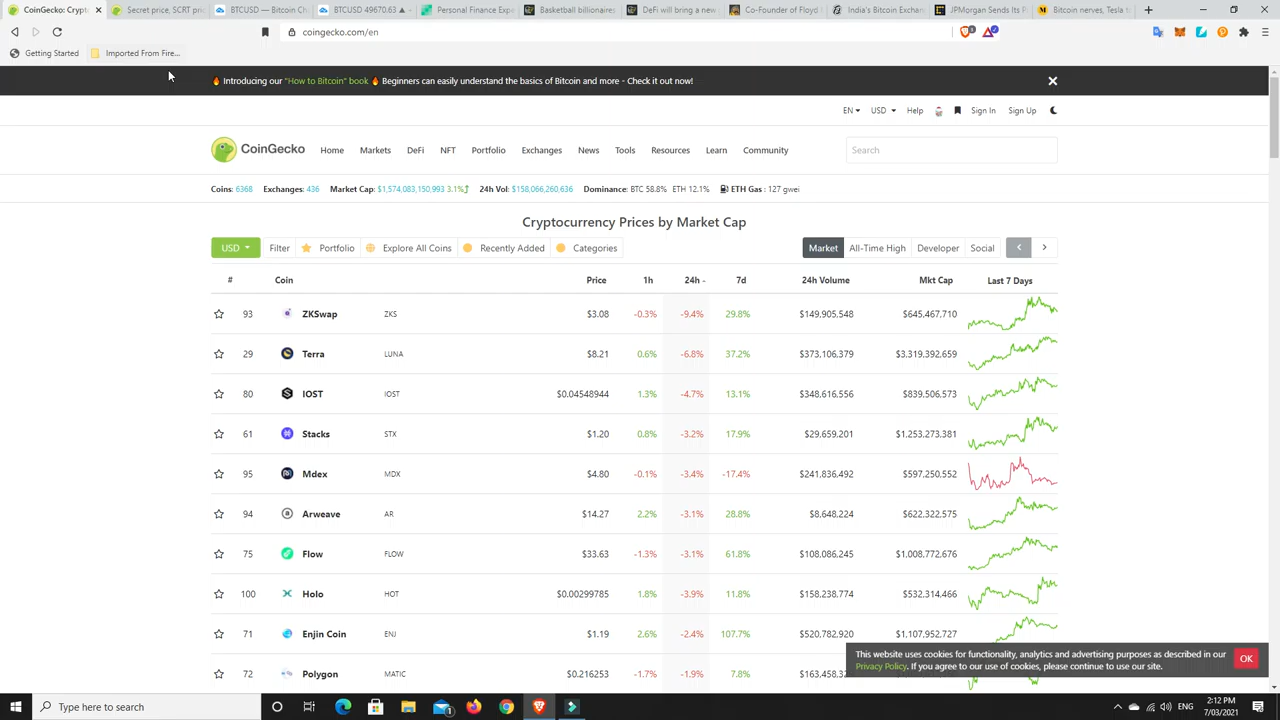 CoinGecko: Crypto
Secret price, SCRT pri
BTCUSD — Bitcoin Ch
BTCUSD 49670.63 ▲
Personal Finance Exp
Basketball billionaires
DeFi will bring a new
Co-Founder of Floyd
India's Bitcoin Exchan
JPMorgan Sends Its F
Bitcoin nerves, Tesla t
coingecko.com/en
Getting Started
Imported From Fire...
Introducing our "How to Bitcoin" book 🔥 Beginners can easily understand the basics of Bitcoin and more - Check it out now!
EN USD Help Sign In Sign Up
CoinGecko Home Markets DeFi NFT Portfolio Exchanges News Tools Resources Learn Community Search
Coins: 6368 Exchanges: 436 Market Cap: $1,574,083,150,993 3.1% 24h Vol: $158,066,260,636 Dominance: BTC 58.8% ETH 12.1% ETH Gas : 127 gwei
Cryptocurrency Prices by Market Cap
USD Filter Portfolio Explore All Coins Recently Added Categories Market All-Time High Developer Social
# Coin Price 1h 24h 7d 24h Volume Mkt Cap Last 7 Days
93 ZKSwap ZKS $3.08 -0.3% -9.4% 29.8% $149,905,548 $645,467,710
29 Terra LUNA $8.21 0.6% -6.8% 37.2% $373,106,379 $3,319,392,659
80 IOST IOST $0.04548944 1.3% -4.7% 13.1% $348,616,556 $839,506,573
61 Stacks STX $1.20 0.8% -3.2% 17.9% $29,659,201 $1,253,273,381
95 Mdex MDX $4.80 -0.1% -3.4% -17.4% $241,836,492 $597,250,552
94 Arweave AR $14.27 2.2% -3.1% 28.8% $8,648,224 $622,322,575
75 Flow FLOW $33.63 -1.3% -3.1% 61.8% $108,086,245 $1,008,772,676
100 Holo HOT $0.00299785 1.8% -3.9% 11.8% $158,238,774 $532,314,466
71 Enjin Coin ENJ $1.19 2.6% -2.4% 107.7% $520,782,920 $1,107,952,727
72 Polygon MATIC $0.216253 -1.7% -1.9% 7.8% $163,458,3
This website uses cookies for functionality, analytics and advertising purposes as described in our
Privacy Policy. If you agree to our use of cookies, please continue to use our site.
OK
Type here to search
ENG
2:12 PM
7/03/2021